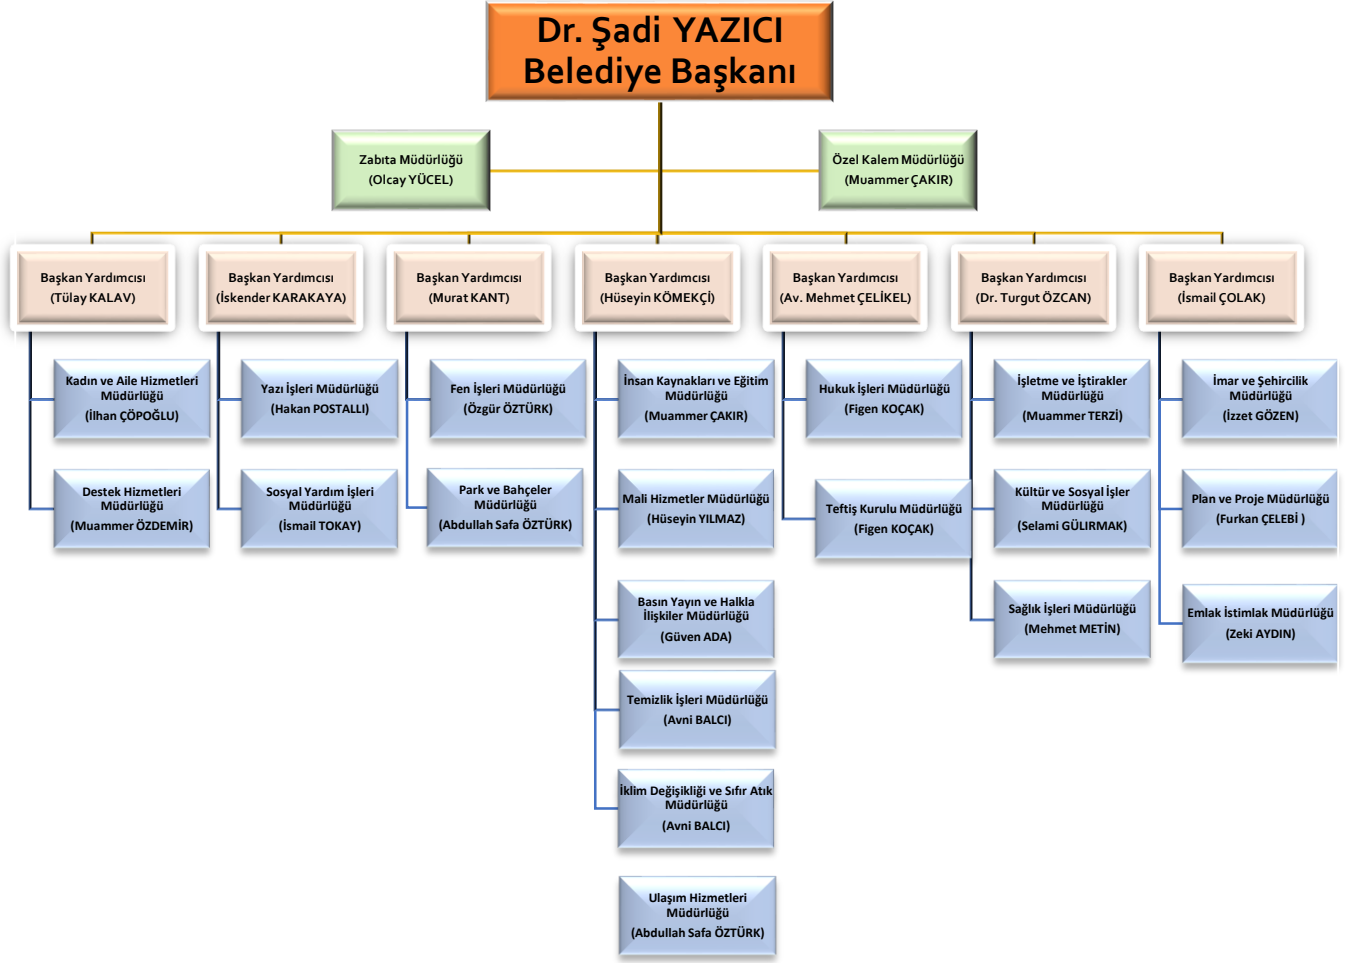 Dr. Şadi YAZICI
Belediye Başkanı
Zabıta Müdürlüğü
(Olcay YÜCEL)
Özel Kalem Müdürlüğü
(Muammer ÇAKIR)
Başkan Yardımcısı
(Tülay KALAV)
Başkan Yardımcısı
(İskender KARAKAYA)
Başkan Yardımcısı
(Murat KANT)
Başkan Yardımcısı
(Hüseyin KÖMEKÇİ)
Başkan Yardımcısı
(Av. Mehmet ÇELİKEL)
Başkan Yardımcısı
(Dr. Turgut ÖZCAN)
Başkan Yardımcısı
(İsmail ÇOLAK)
Kadın ve Aile Hizmetleri
Müdürlüğü
(İlhan ÇÖPOĞLU)
Destek Hizmetleri
Müdürlüğü
(Muammer ÖZDEMİR)
Yazı İşleri Müdürlüğü
(Hakan POSTALLI)
Sosyal Yardım İşleri
Müdürlüğü
(İsmail TOKAY)
Fen İşleri Müdürlüğü
(Özgür ÖZTÜRK)
Park ve Bahçeler
Müdürlüğü
(Abdullah Safa ÖZTÜRK)
İnsan Kaynakları ve Eğitim
Müdürlüğü
(Muammer ÇAKIR)
Mali Hizmetler Müdürlüğü
(Hüseyin YILMAZ)
Basın Yayın ve Halkla
İlişkiler Müdürlüğü
(Güven ADA)
Temizlik İşleri Müdürlüğü
(Avni BALCI)
İklim Değişikliği ve Sıfır Atık
Müdürlüğü
(Avni BALCI)
Ulaşım Hizmetleri
Müdürlüğü
(Abdullah Safa ÖZTÜRK)
Hukuk İşleri Müdürlüğü
(Figen KOÇAK)
Teftiş Kurulu Müdürlüğü
(Figen KOÇAK)
İşletme ve İştirakler
Müdürlüğü
(Muammer TERZİ)
Kültür ve Sosyal İşler
Müdürlüğü
(Selami GÜLIRMAK)
Sağlık İşleri Müdürlüğü
(Mehmet METİN)
İmar ve Şehircilik
Müdürlüğü
(İzzet GÖZEN)
Plan ve Proje Müdürlüğü
(Furkan ÇELEBİ )
Emlak İstimlak Müdürlüğü
(Zeki AYDIN)